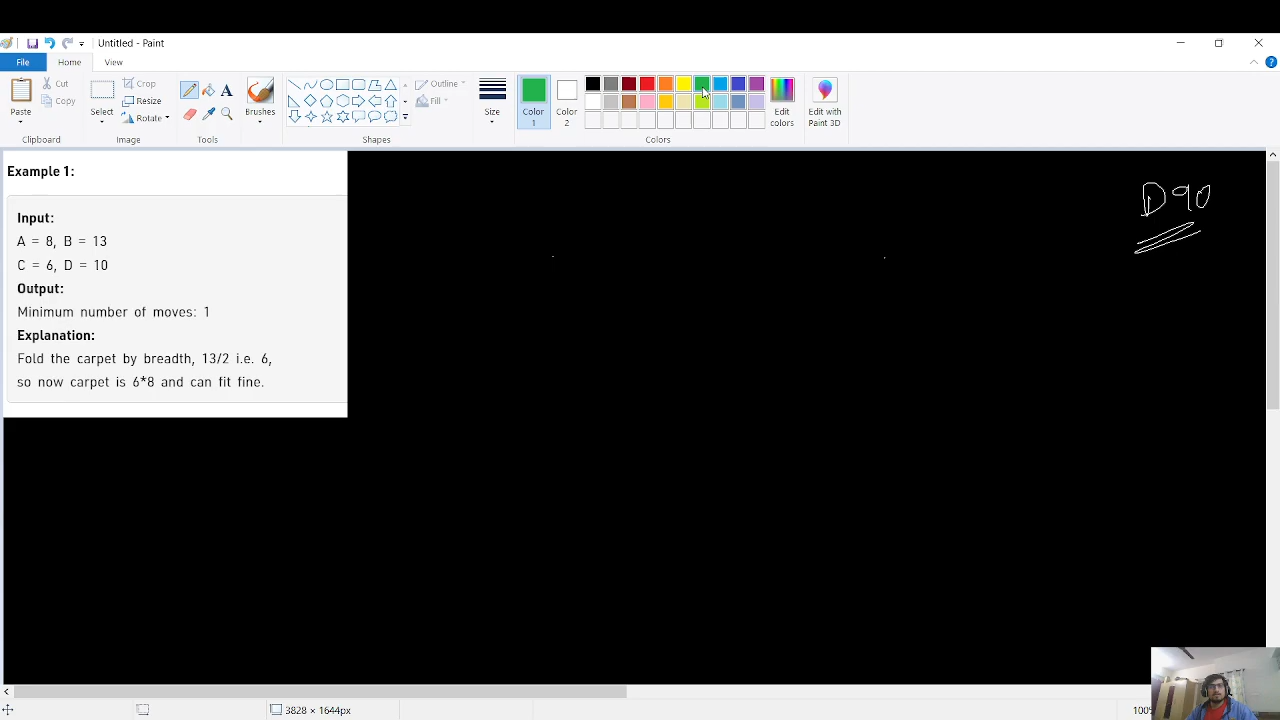 Untitled - Paint
File
Home
View
Paste
Cut
Copy
Clipboard
Select
Crop
Resize
Rotate
Image
Tools
Brushes
Shapes
Outline
Fill
Size
Color
1
Color
2
Colors
Edit
colors
Edit with
Paint 3D
Example 1:
Input:
A = 8, B = 13
C = 6, D = 10
Output:
Minimum number of moves: 1
Explanation:
Fold the carpet by breadth, 13/2 i.e. 6,
so now carpet is 6*8 and can fit fine.
D90
3828 × 1644px